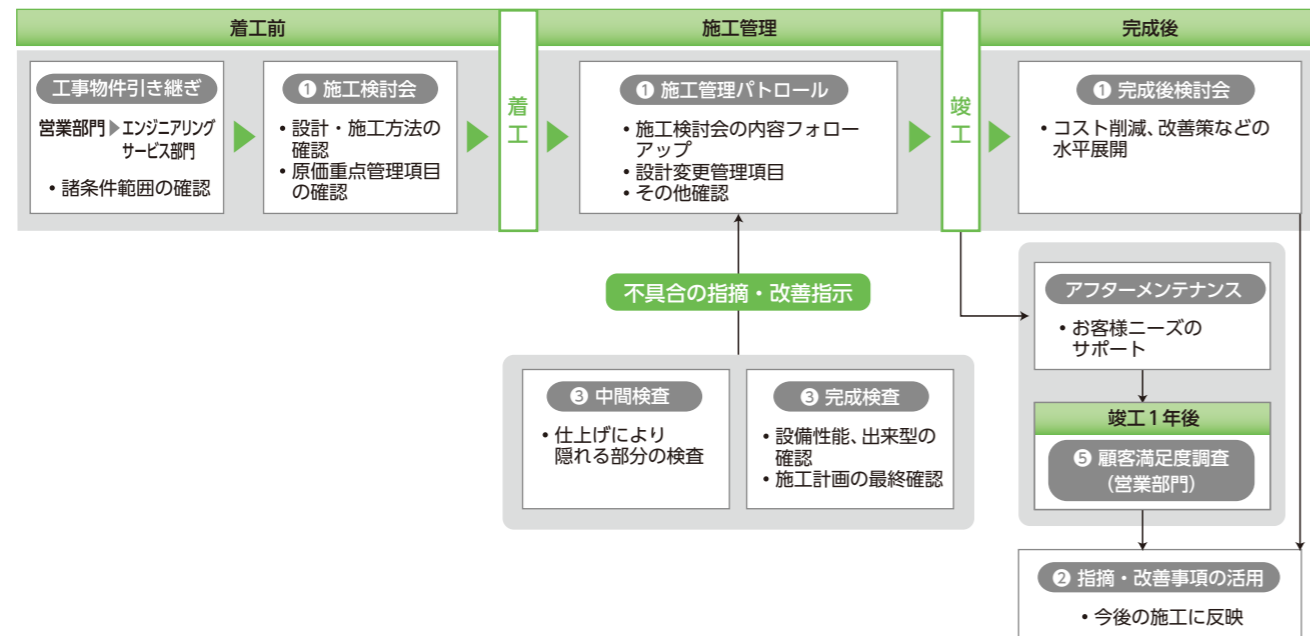 着工前
工事物件引き継ぎ
営業部門▶エンジニアリング
サービス部門
・諸条件範囲の確認
❶ 施工検討会
・設計・施工方法の
確認
・原価重点管理項目
の確認
着工
施工管理
❶ 施工管理パトロール
・施工検討会の内容フォロー
アップ
・設計変更管理項目
・その他確認
不具合の指摘・改善指示
❸ 中間検査
・仕上げにより
隠れる部分の検査
❸ 完成検査
・設備性能、出来型の
確認
・施工計画の最終確認
竣工
完成後
❶ 完成後検討会
・コスト削減、改善策などの
水平展開
アフターメンテナンス
・お客様ニーズの
サポート
竣工1年後
❺ 顧客満足度調査
(営業部門)
❷ 指摘・改善事項の活用
・今後の施工に反映